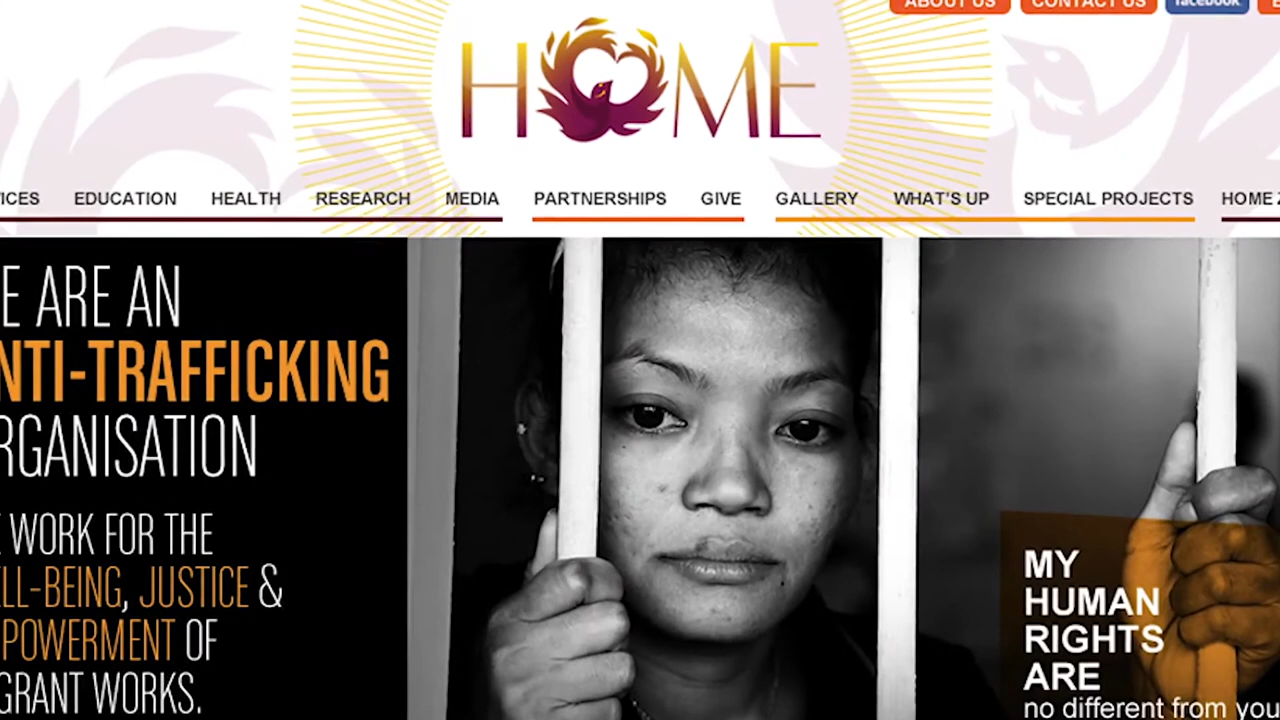 ABOUT US CONTACT US facebook
HOME
ICES EDUCATION HEALTH RESEARCH MEDIA PARTNERSHIPS GIVE GALLERY WHAT'S UP SPECIAL PROJECTS HOME
E ARE AN
NTI-TRAFFICKING
RGANISATION
WORK FOR THE
LL-BEING, JUSTICE &
POWERMENT OF
GRANT WORKS.
MY
HUMAN
RIGHTS
ARE
no different from you